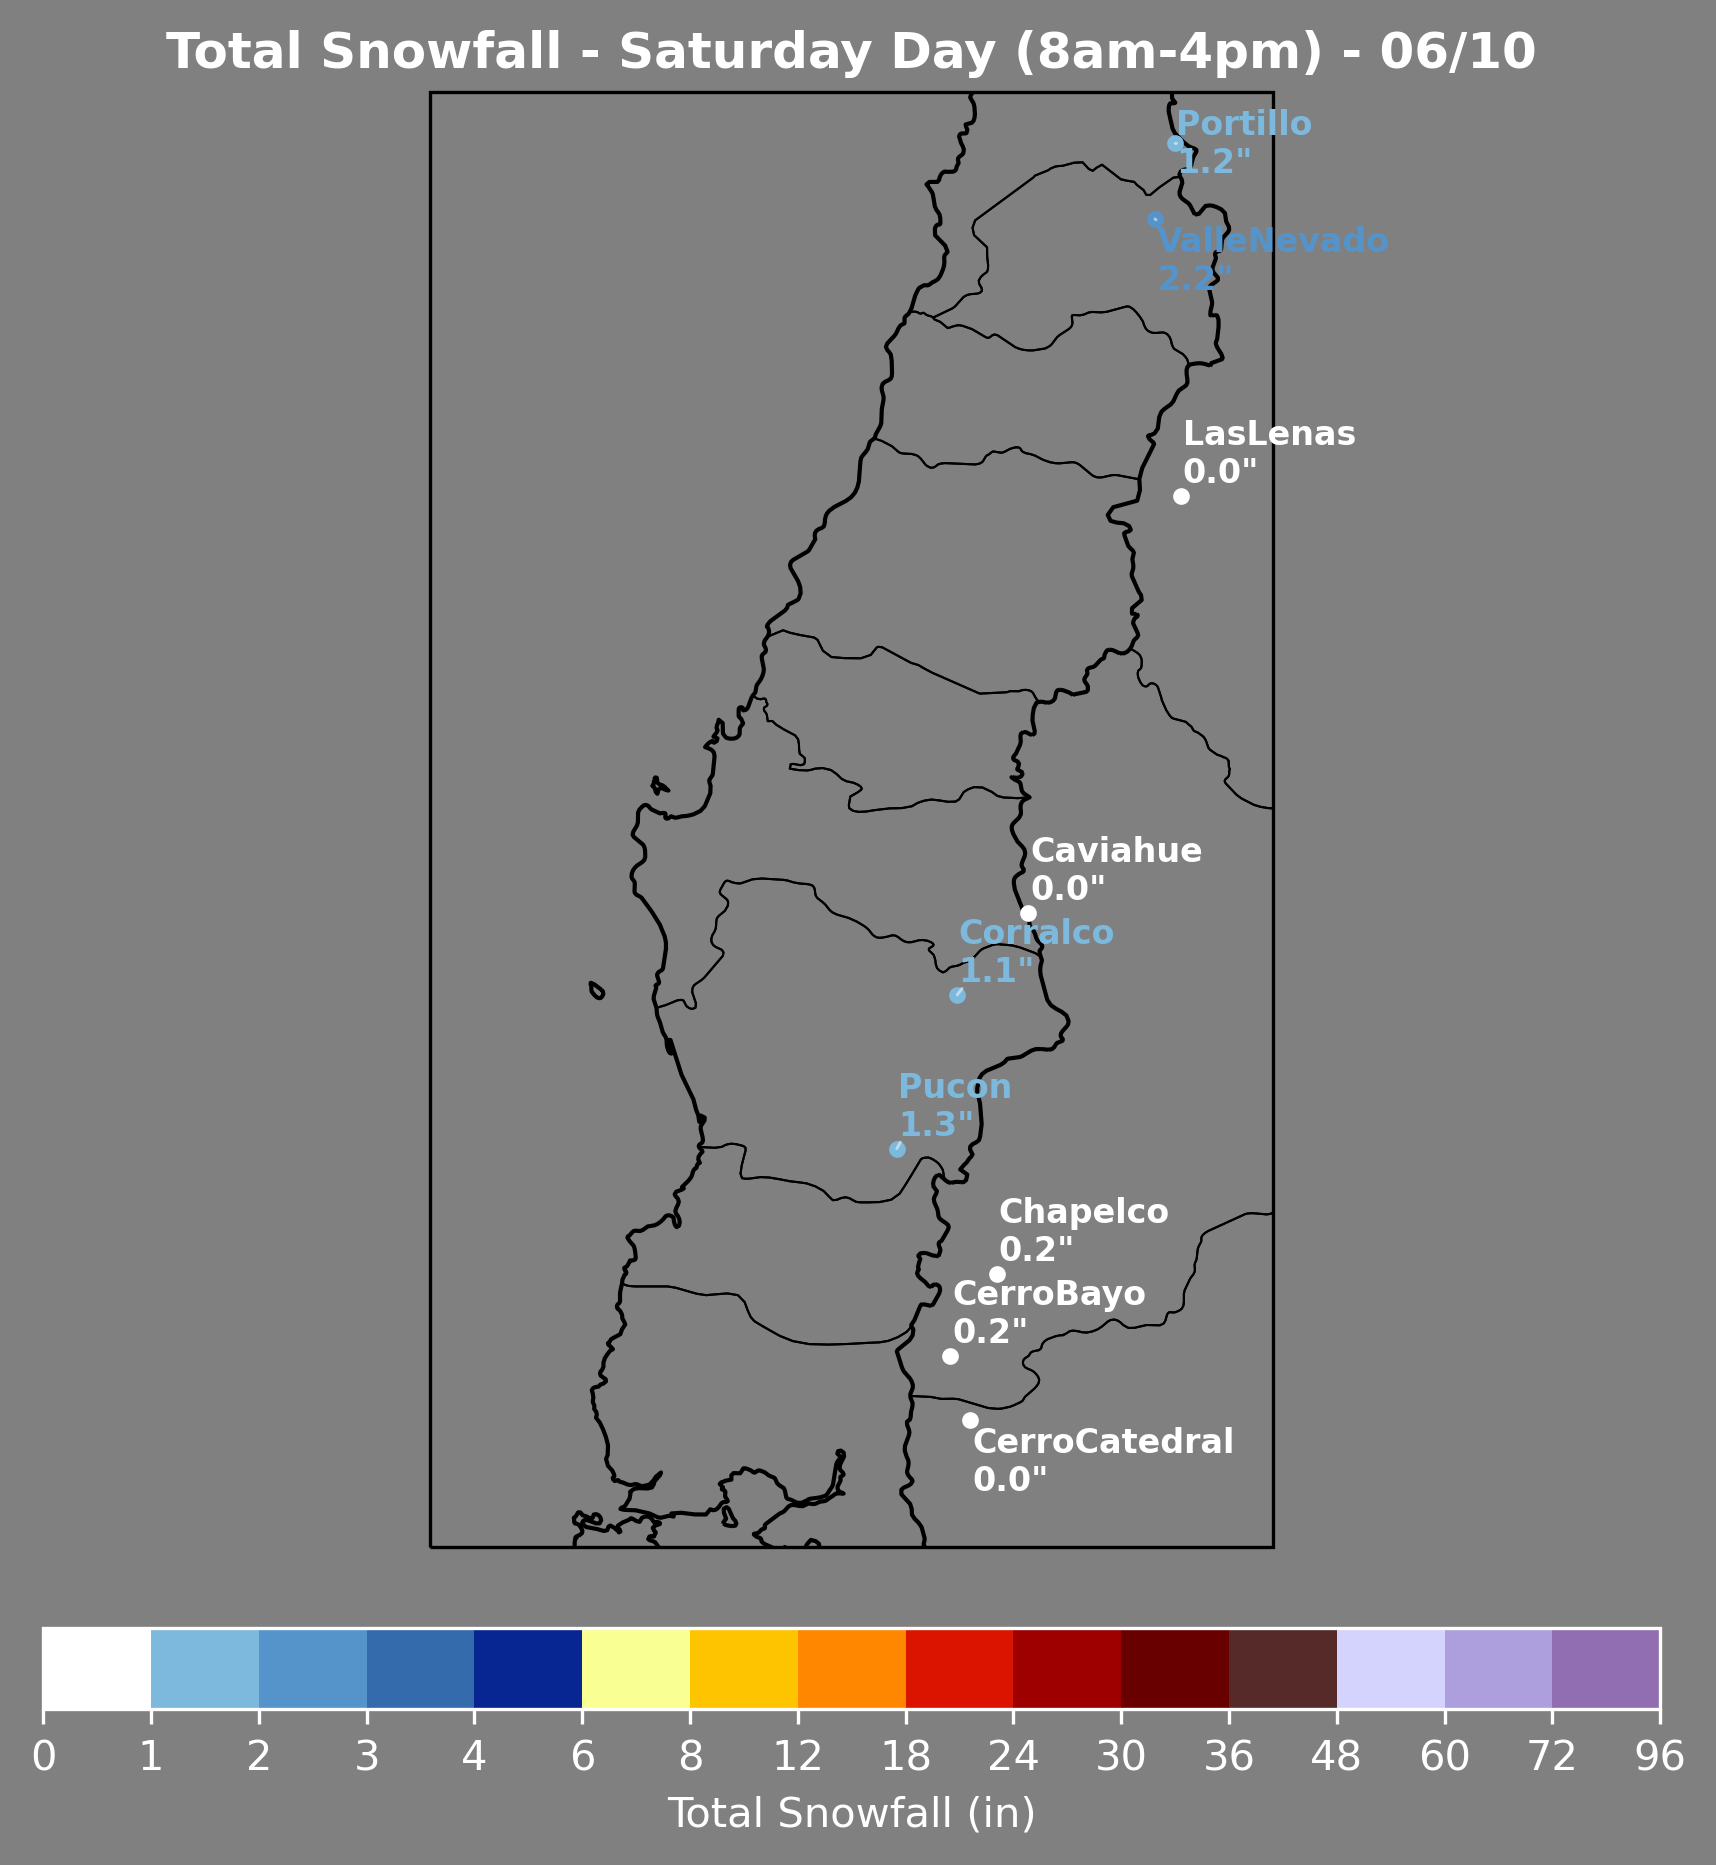 Total Snowfall - Saturday Day (8am-4pm) - 06/10
Portillo
1.2"
ValleNevado
2.2"
LasLenas
0.0"
Caviahue
0.0"
Corralco
1.1"
Pucon
1.3"
Chapelco
0.2"
CerroBayo
0.2"
CerroCatedral
0.0"
0 1 2 3 4 6 8 12 18 24 30 36 48 60 72 96
Total Snowfall (in)